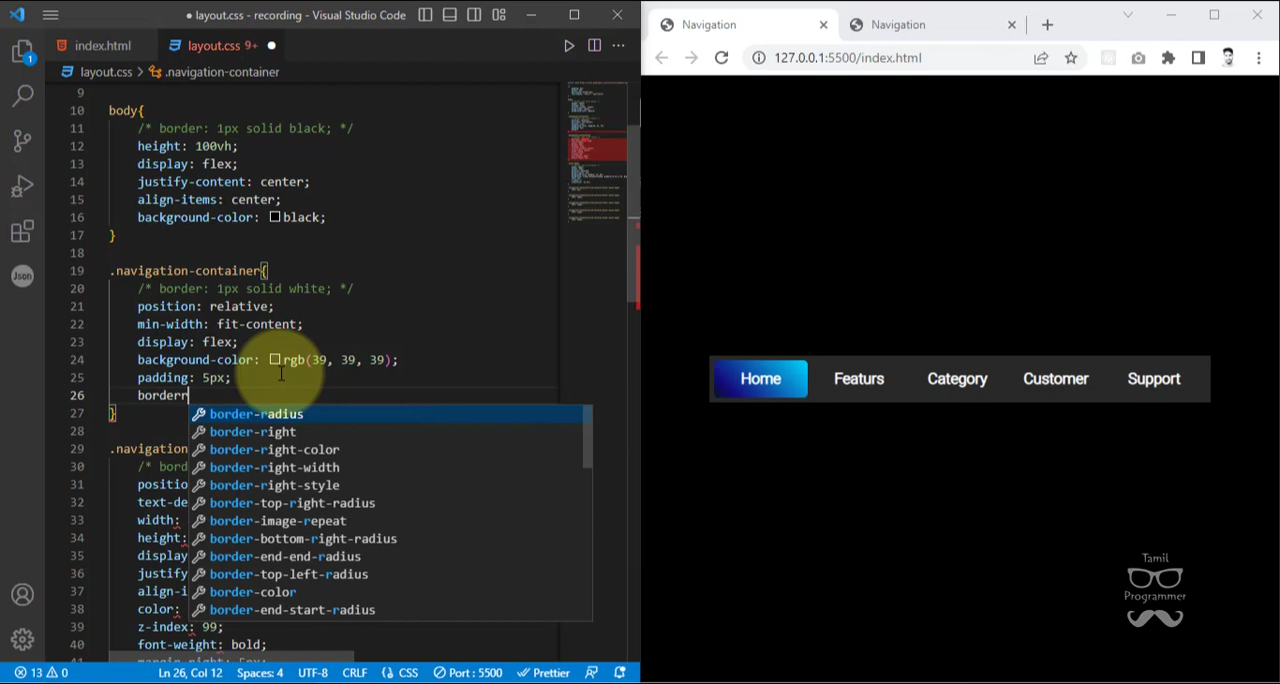 layout.css - recording - Visual Studio Code
index.html
layout.css 9+
layout.css > .navigation-container
9
10 body{
11 /* border: 1px solid black; */
12 height: 100vh;
13 display: flex;
14 justify-content: center;
15 align-items: center;
16 background-color: black;
17 }
18
19 .navigation-container{
20 /* border: 1px solid white; */
21 position: relative;
22 min-width: fit-content;
23 display: flex;
24 background-color: rgb(39, 39, 39);
25 padding: 5px;
26 borderr
27 }
28
29 .navigation
30 /* bord
31 positio
32 text-de
33 width:
34 height:
35 display
36 justify
37 align-i
38 color:
39 z-index: 99;
40 font-weight: bold;
41 margin-right: 5px;
border-radius
border-right
border-right-color
border-right-width
border-right-style
border-top-right-radius
border-image-repeat
border-bottom-right-radius
border-end-end-radius
border-top-left-radius
border-color
border-end-start-radius
1
Json
13 0
Ln 26, Col 12
Spaces: 4
UTF-8
CRLF
CSS
Port : 5500
Prettier
Navigation
Navigation
127.0.0.1:5500/index.html
Home
Featurs
Category
Customer
Support
Tamil
Programmer